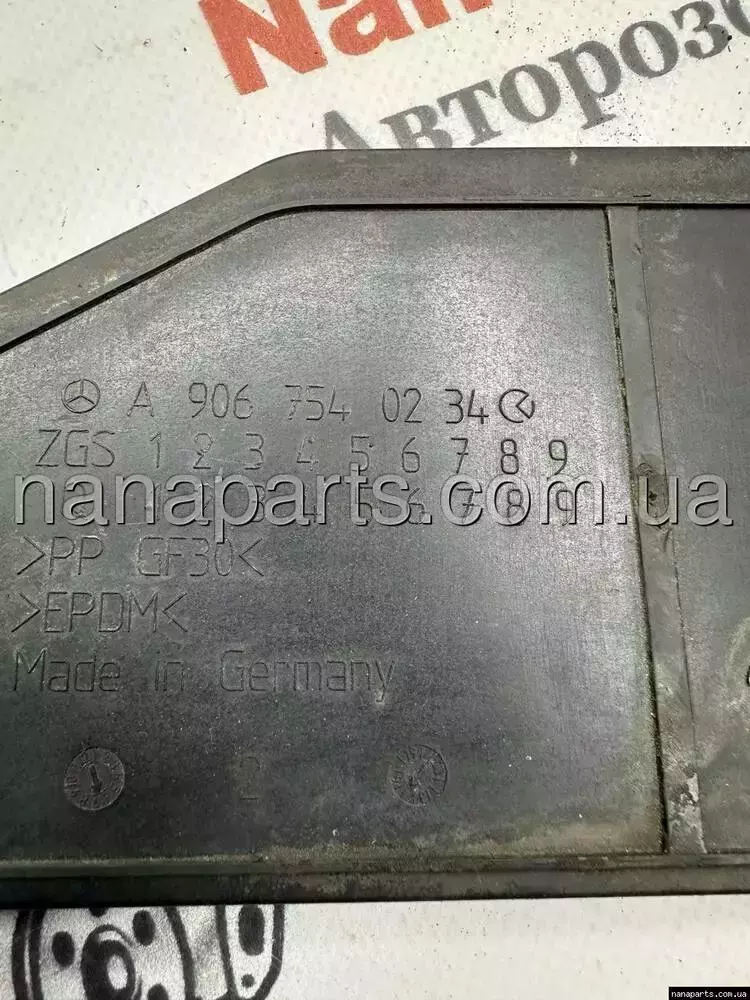 Nan
Авторозб
A 906 754 02 34
ZGS 1 2 3 4 5 6 7 8 9
nanaparts.com.ua
>PP GF30<
>EPDM<
Made in Germany
2
nanaparts.com.ua